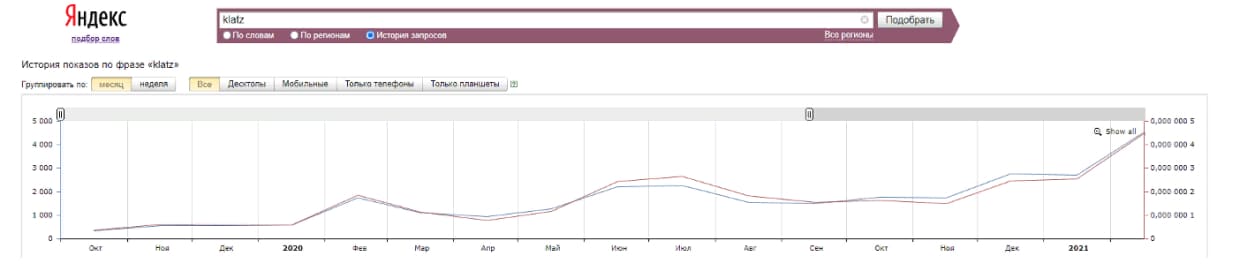 Яндекс
подбор слов
klatz
Подобрать
По словам По регионам История запросов
Все регионы
История показов по фразе «klatz»
Группировать по: месяц неделя Все Десктопы Мобильные Только телефоны Только планшеты [?]
Show all
5 000 0,000 000 5
4 000 0,000 000 4
3 000 0,000 000 3
2 000 0,000 000 2
1 000 0,000 000 1
0 0
Окт Ноя Дек 2020 Фев Мар Апр Май Июн Июл Авг Сен Окт Ноя Дек 2021